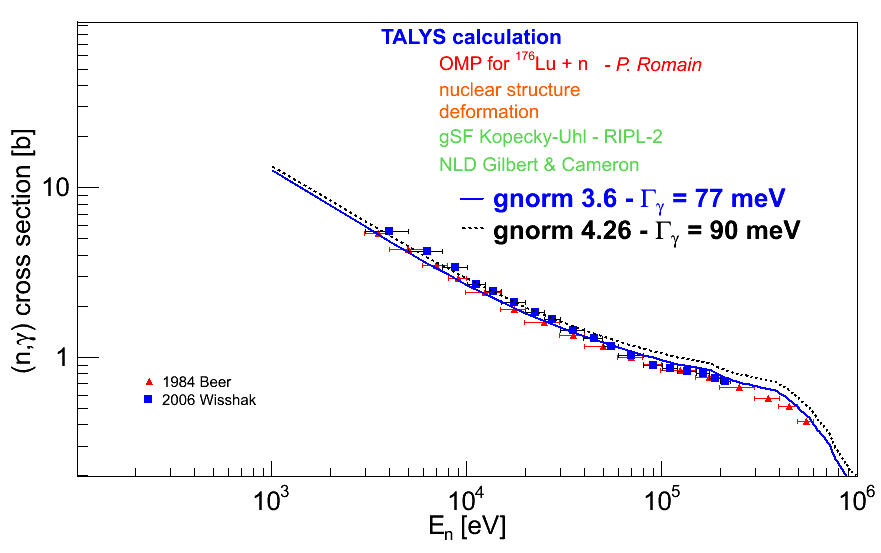 TALYS calculation
OMP for ¹⁷⁶Lu + n - P. Romain
nuclear structure
deformation
gSF Kopecky-Uhl - RIPL-2
NLD Gilbert & Cameron
gnorm 3.6 - Γγ = 77 meV
gnorm 4.26 - Γγ = 90 meV
(n,γ) cross section [b]
10
1
1984 Beer
2006 Wisshak
10³ 10⁴ 10⁵ 10⁶
Eₙ [eV]